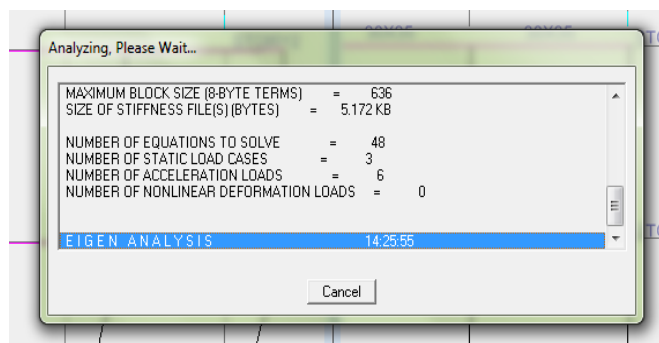 Analyzing, Please Wait...
MAXIMUM BLOCK SIZE (8-BYTE TERMS) = 636
SIZE OF STIFFNESS FILE(S) (BYTES) = 5.172 KB
NUMBER OF EQUATIONS TO SOLVE = 48
NUMBER OF STATIC LOAD CASES = 3
NUMBER OF ACCELERATION LOADS = 6
NUMBER OF NONLINEAR DEFORMATION LOADS = 0
E I G E N A N A L Y S I S 14:25:55
Cancel